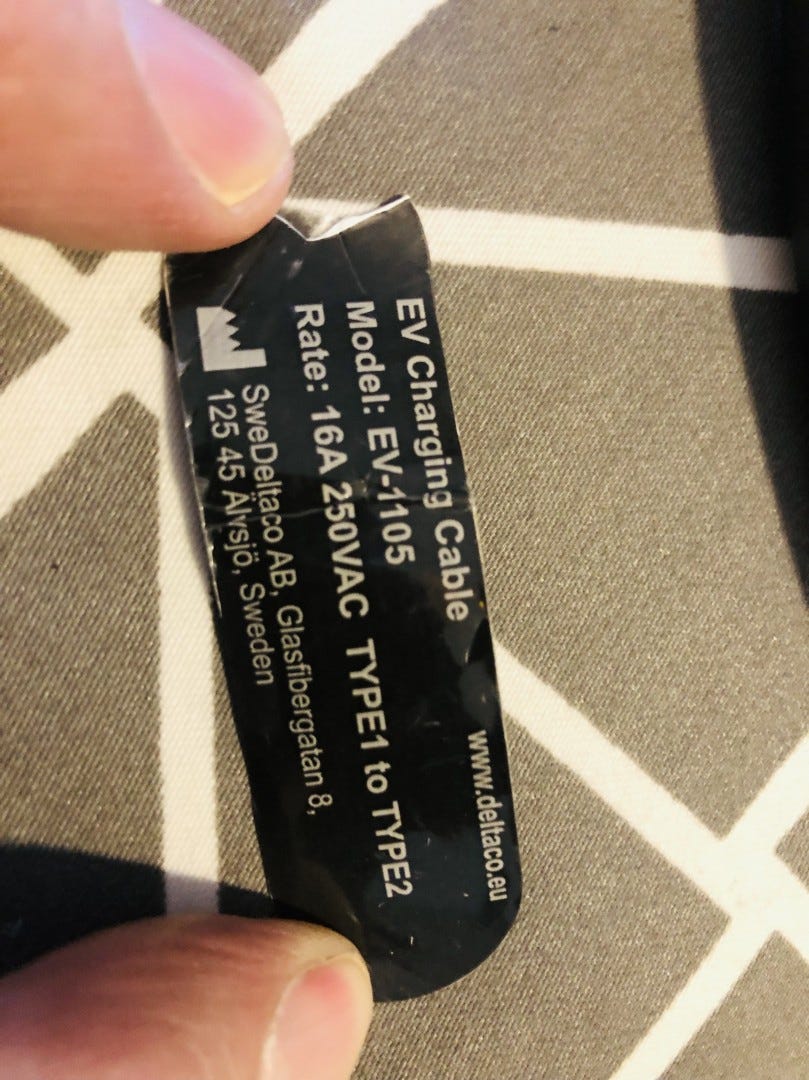 EV Charging Cable
www.deltaco.eu
Model: EV-1105
Rate: 16A 250VAC TYPE1 to TYPE2
SweDeltaco AB, Glasfibergatan 8,
125 45 Älvsjö, Sweden